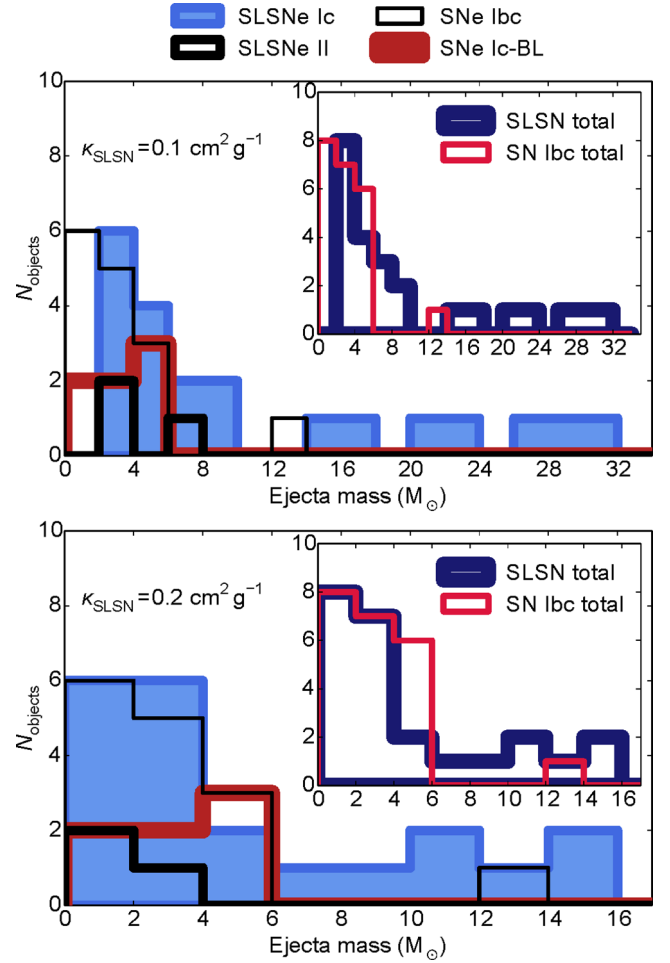 SLSNe Ic SNe Ibc
SLSNe II SNe Ic-BL
10
8
6
4
2
0
N_objects
κ_SLSN = 0.1 cm² g⁻¹
10
8
6
4
2
0
SLSN total
SN Ibc total
0 4 8 12 16 20 24 28 32
0 4 8 12 16 20 24 28 32
Ejecta mass (M_⊙)
10
8
6
4
2
0
N_objects
κ_SLSN = 0.2 cm² g⁻¹
10
8
6
4
2
0
SLSN total
SN Ibc total
0 2 4 6 8 10 12 14 16
0 2 4 6 8 10 12 14 16
Ejecta mass (M_⊙)